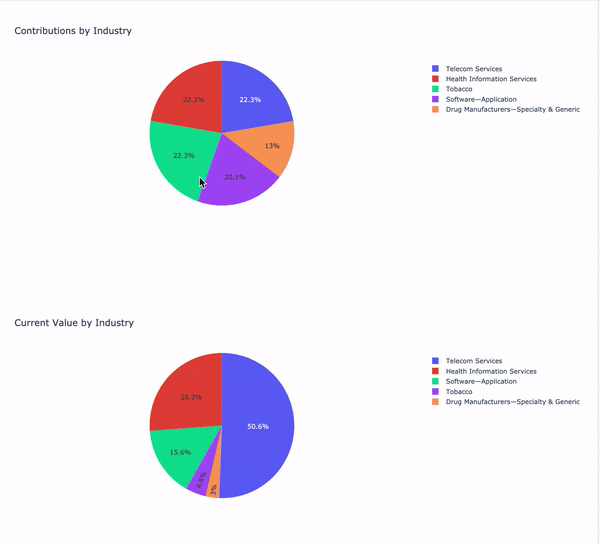 Contributions by Industry
Telecom Services
Health Information Services
Tobacco
Software—Application
Drug Manufacturers—Specialty & Generic
22.3%
22.3%
13%
22.3%
20.1%
Current Value by Industry
Telecom Services
Health Information Services
Software—Application
Tobacco
Drug Manufacturers—Specialty & Generic
26.2%
50.6%
15.6%
4.6%
3%